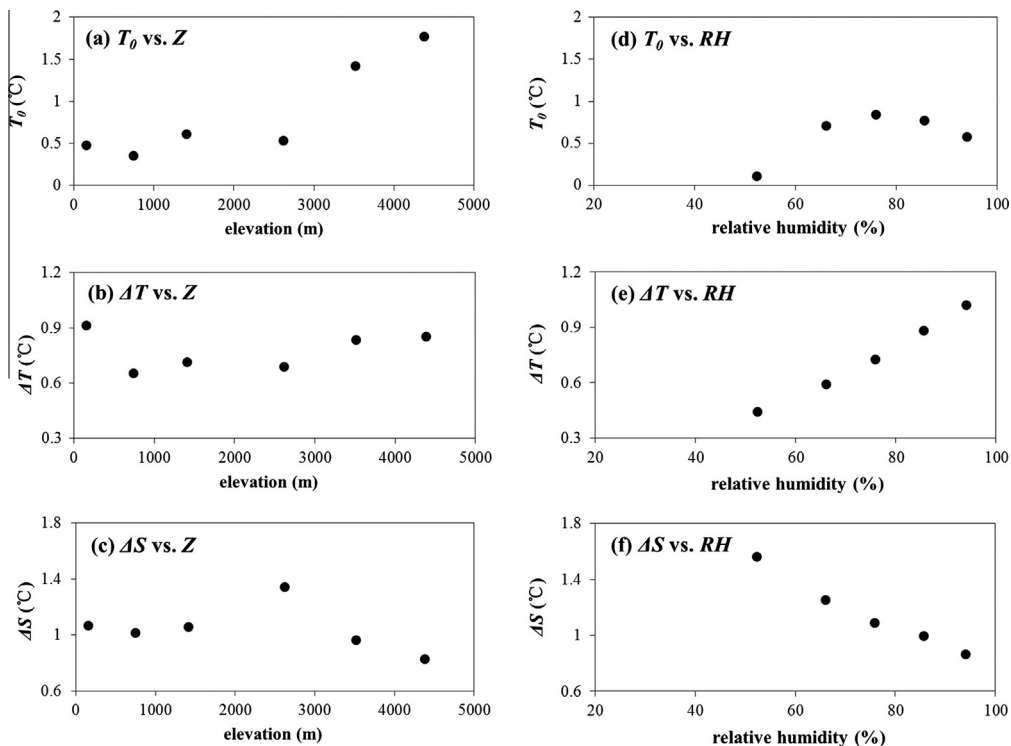 (a) T0 vs. Z
2
1.5
1
0.5
0
T0 (℃)
0 1000 2000 3000 4000 5000
elevation (m)
(b) ΔT vs. Z
1.2
0.9
0.6
0.3
ΔT (℃)
0 1000 2000 3000 4000 5000
elevation (m)
(c) ΔS vs. Z
1.8
1.4
1
0.6
ΔS (℃)
0 1000 2000 3000 4000 5000
elevation (m)
(d) T0 vs. RH
2
1.5
1
0.5
0
T0 (℃)
20 40 60 80 100
relative humidity (%)
(e) ΔT vs. RH
1.2
0.9
0.6
0.3
ΔT (℃)
20 40 60 80 100
relative humidity (%)
(f) ΔS vs. RH
1.8
1.4
1
0.6
ΔS (℃)
20 40 60 80 100
relative humidity (%)